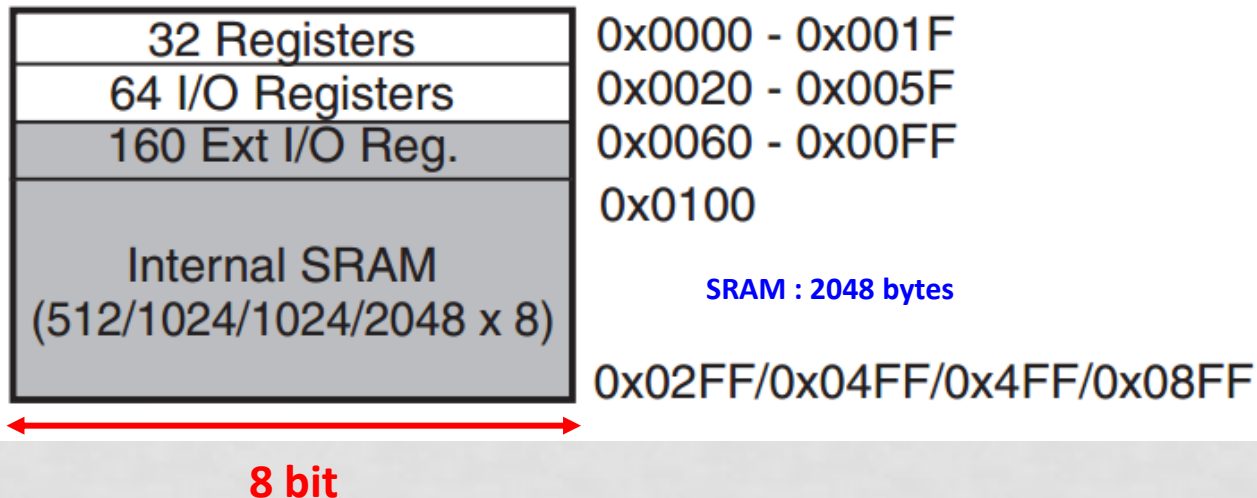 32 Registers 0x0000 - 0x001F
64 I/O Registers 0x0020 - 0x005F
160 Ext I/O Reg. 0x0060 - 0x00FF
0x0100
Internal SRAM
(512/1024/1024/2048 x 8)
SRAM : 2048 bytes
0x02FF/0x04FF/0x4FF/0x08FF
8 bit